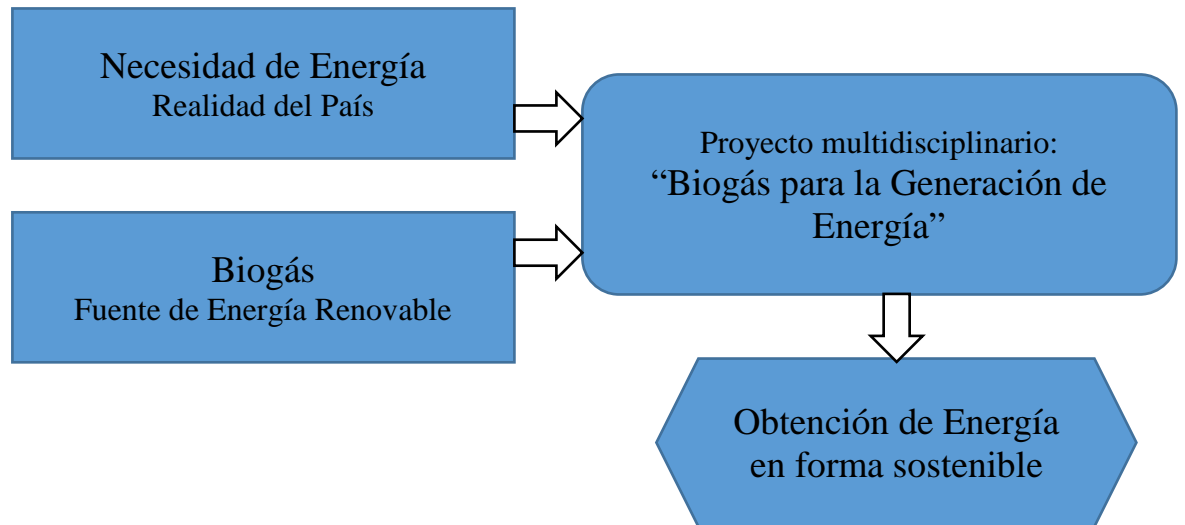 Necesidad de Energía
Realidad del País
Biogás
Fuente de Energía Renovable
Proyecto multidisciplinario:
“Biogás para la Generación de
Energía”
Obtención de Energía
en forma sostenible